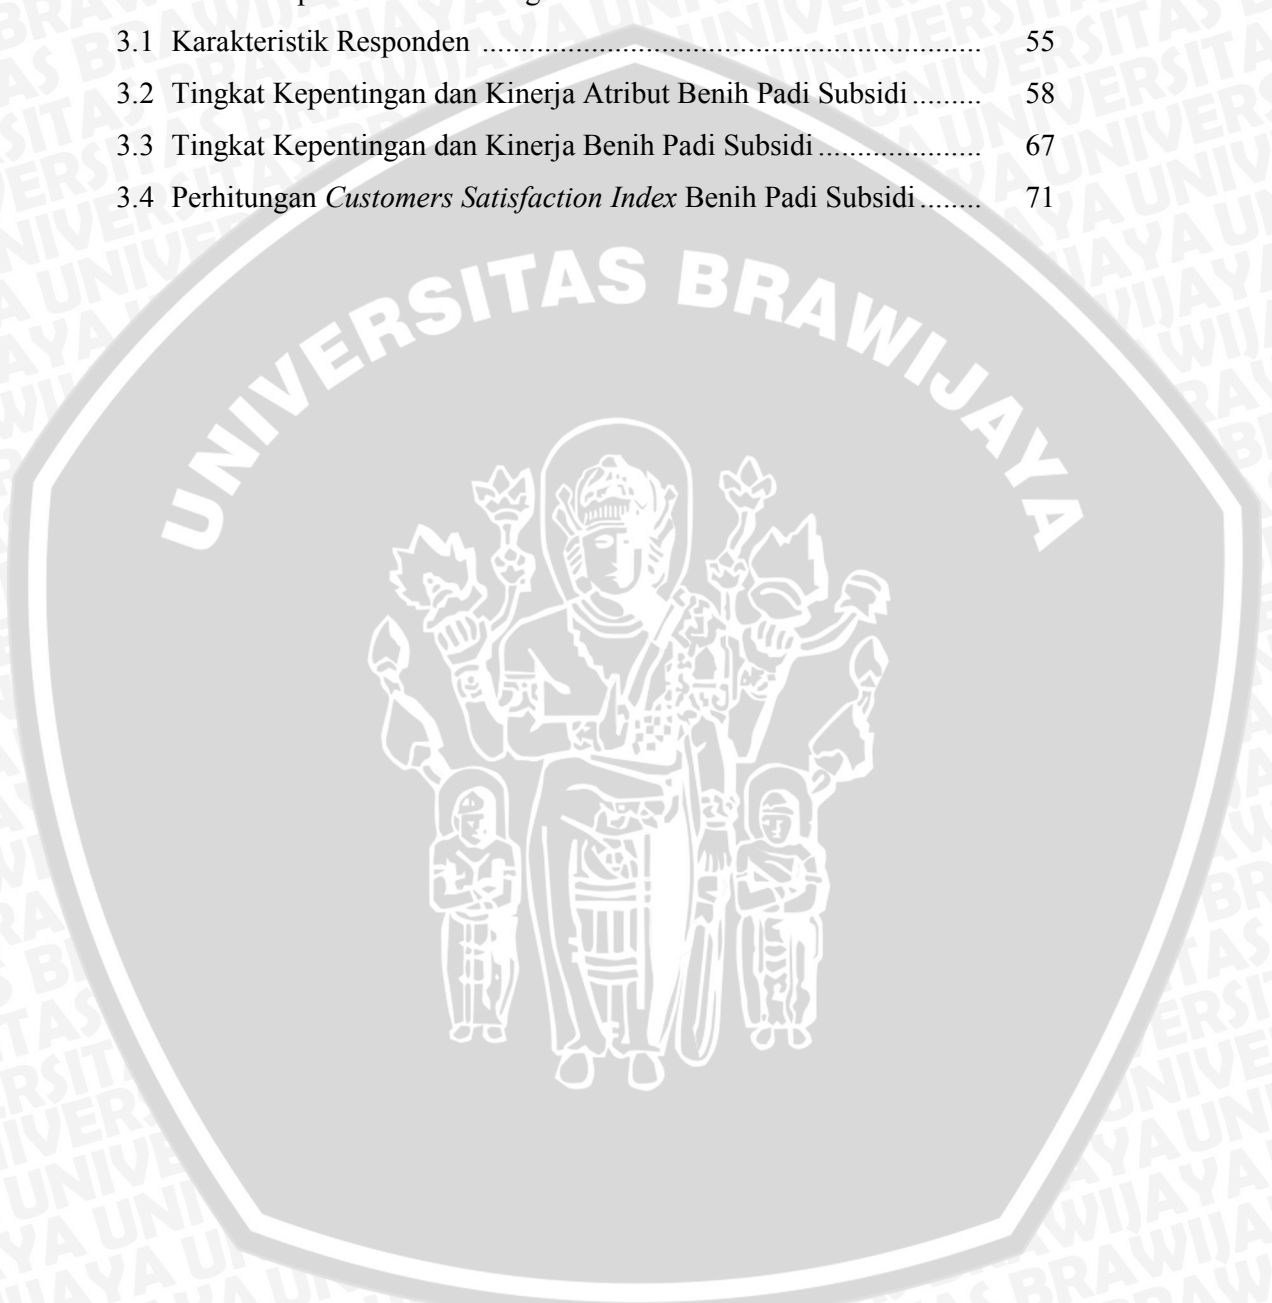 3.1 Karakteristik Responden ................................................................ 55
3.2 Tingkat Kepentingan dan Kinerja Atribut Benih Padi Subsidi ......... 58
3.3 Tingkat Kepentingan dan Kinerja Benih Padi Subsidi ..................... 67
3.4 Perhitungan Customers Satisfaction Index Benih Padi Subsidi ........ 71
UNIVERSITAS BRAWIJAYA